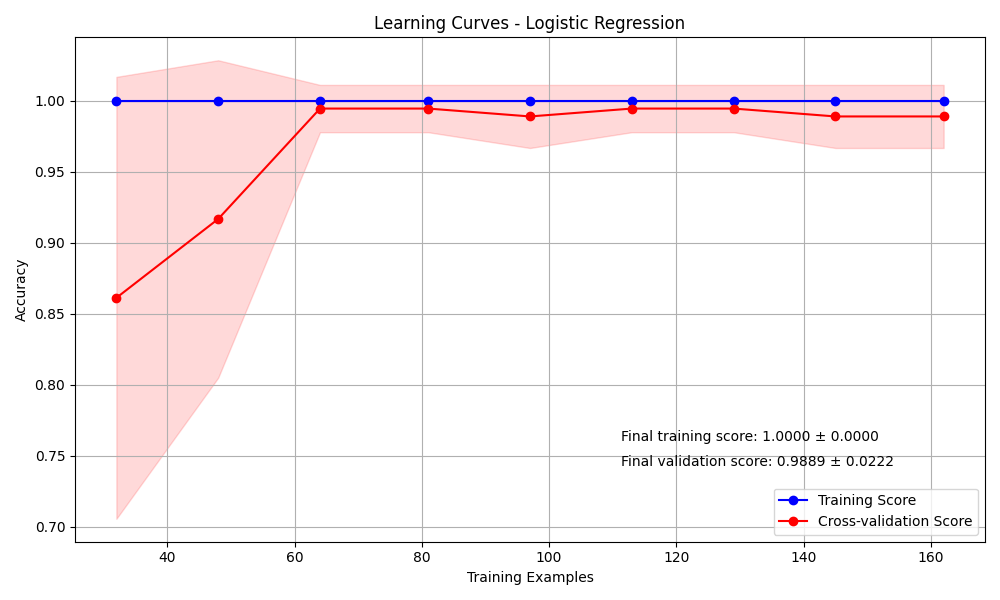 Learning Curves - Logistic Regression
Accuracy
1.00
0.95
0.90
0.85
0.80
0.75
0.70
Final training score: 1.0000 ± 0.0000
Final validation score: 0.9889 ± 0.0222
Training Score
Cross-validation Score
40
60
80
100
120
140
160
Training Examples